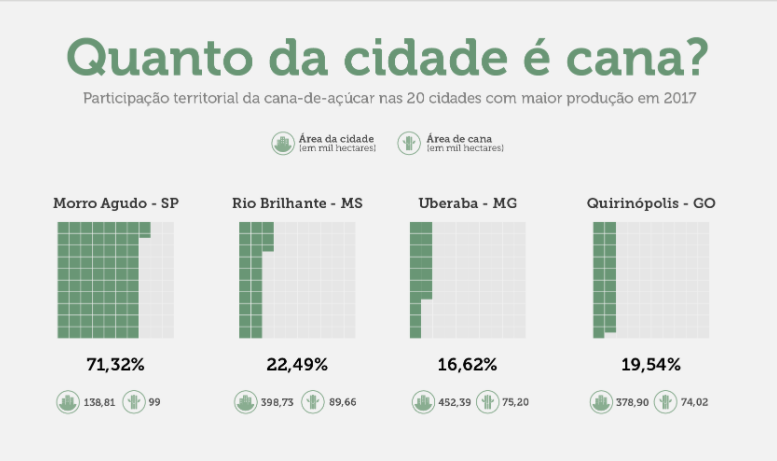 Quanto da cidade é cana?
Participação territorial da cana-de-açúcar nas 20 cidades com maior produção em 2017
Área da cidade
(em mil hectares)
Área de cana
(em mil hectares)
Morro Agudo - SP
Rio Brilhante - MS
Uberaba - MG
Quirinópolis - GO
71,32%
22,49%
16,62%
19,54%
138,81 99
398,73 89,66
452,39 75,20
378,90 74,02